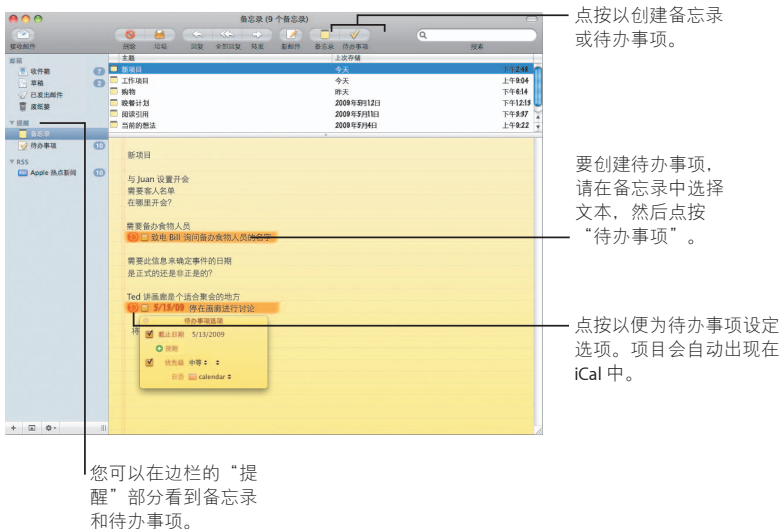 备忘录 (9 个备忘录)
接收邮件
删除 垃圾 回复 全部回复 转发 新邮件 备忘录 待办事项 搜索
点按以创建备忘录
或待办事项。
邮箱
收件箱 7
草稿 2
已发出邮件
废纸篓
提醒
备忘录
待办事项 10
RSS
Apple 热点新闻 10
主题 上次存储
新项目 今天 下午2:48
工作项目 今天 上午9:04
购物 昨天 下午6:14
晚餐计划 2009年5月12日 下午12:19
阅读引用 2009年5月11日
当前的想法 2009年5月4日 上午9:22
新项目
与 Juan 设置开会
需要客人名单
在哪里开会?
需要备办食物人员
致电 Bill 询问备办食物人员的名字
需要此信息来确定事件的日期
是正式的还是非正式的?
Ted 讲画廊是个适合聚会的地方
5/13/09 停在画廊进行讨论
将
待办事项选项
截止日期 5/13/2009
提醒
优先级 中等
日历 calendar
要创建待办事项,
请在备忘录中选择
文本,然后点按
“待办事项”。
点按以便为待办事项设定
选项。项目会自动出现在
iCal 中。
您可以在边栏的“提
醒”部分看到备忘录
和待办事项。